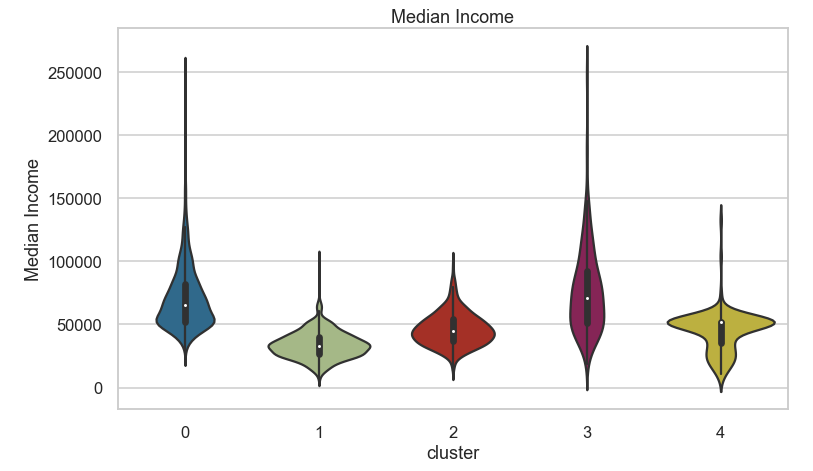 Median Income
250000
200000
150000
100000
50000
0
Median Income
0 1 2 3 4
cluster